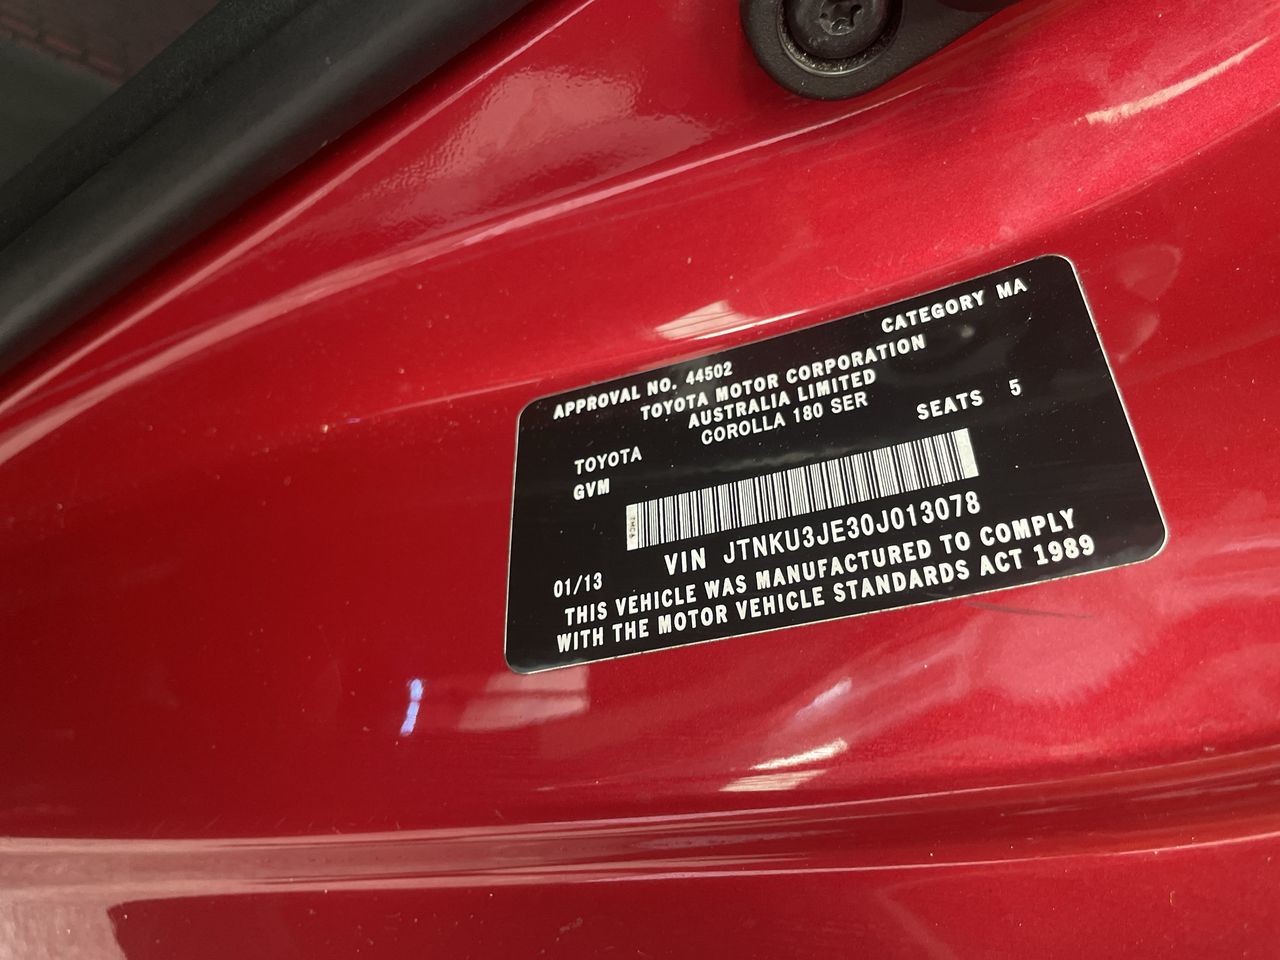 APPROVAL NO. 44502 CATEGORY MA
TOYOTA MOTOR CORPORATION
AUSTRALIA LIMITED
COROLLA 180 SER
TOYOTA SEATS 5
GVM
VIN JTNKU3JE30J013078
01/13
THIS VEHICLE WAS MANUFACTURED TO COMPLY
WITH THE MOTOR VEHICLE STANDARDS ACT 1989